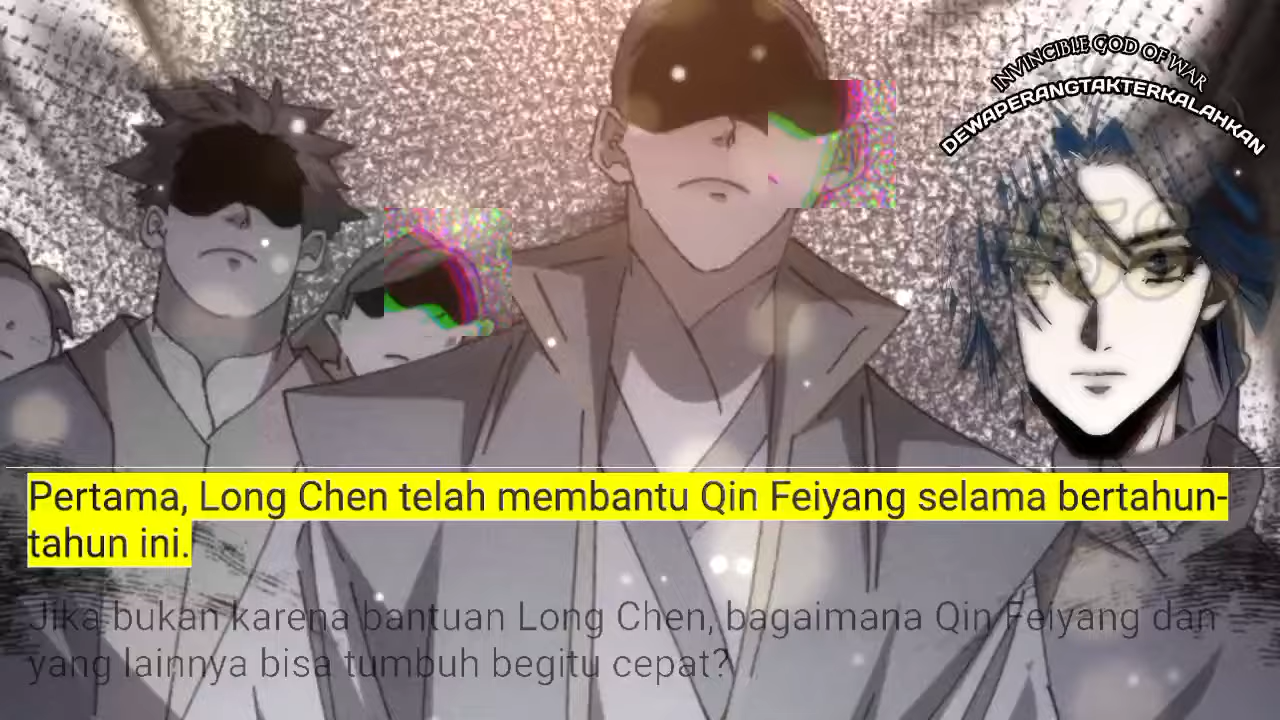 INVINCIBLE GOD OF WAR
DEWAPERANGTAKTERKALAHKAN
Pertama, Long Chen telah membantu Qin Feiyang selama bertahun-
tahun ini.
Jika bukan karena bantuan Long Chen, bagaimana Qin Feiyang dan
yang lainnya bisa tumbuh begitu cepat?